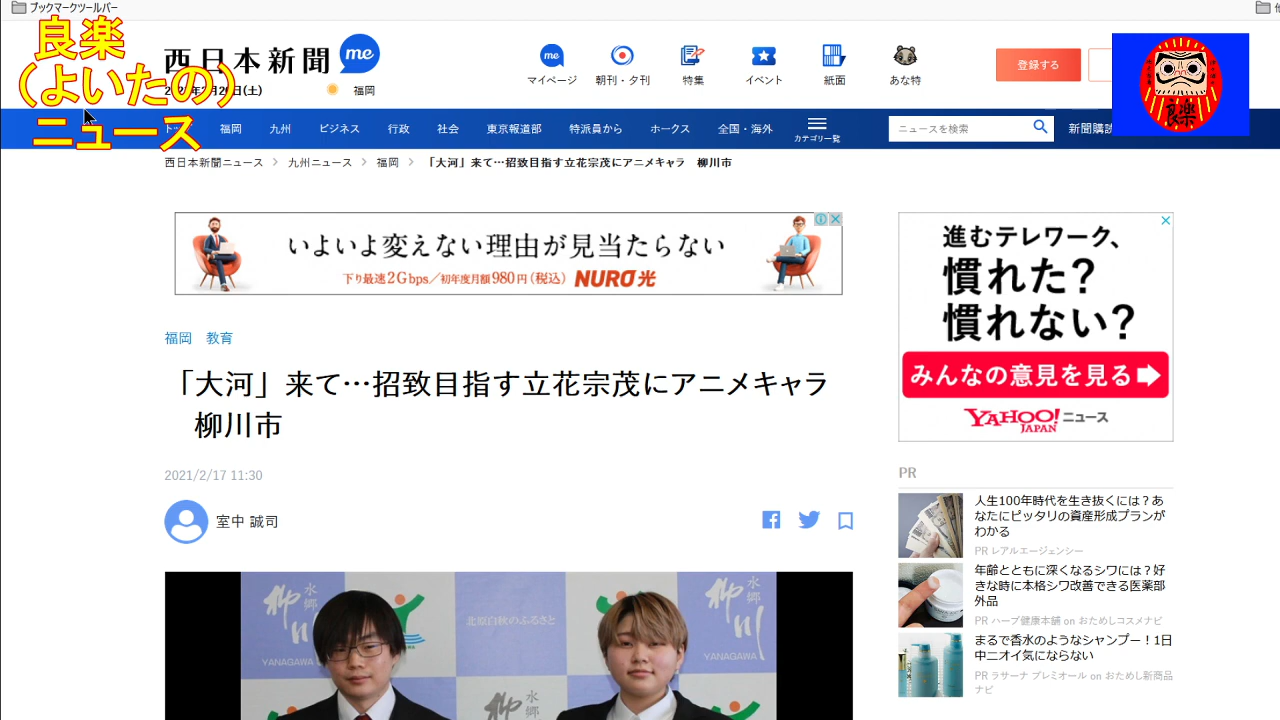 ブックマークツールバー
良楽
(よいたの)
ニュース
西日本新聞 me
福岡
me
マイページ
朝刊・夕刊
特集
イベント
紙面
あな特
登録する
良楽
福岡
九州
ビジネス
行政
社会
東京報道部
特派員から
ホークス
全国・海外
カテゴリ一覧
ニュースを検索
新聞購読
西日本新聞ニュース > 九州ニュース > 福岡 > 「大河」来て…招致目指す立花宗茂にアニメキャラ 柳川市
いよいよ変えない理由が見当たらない
下り最速2Gbps/初年度月額980円(税込) NURO光
進むテレワーク、
慣れた?
慣れない?
みんなの意見を見る
YAHOO!ニュース
JAPAN
福岡 教育
「大河」来て…招致目指す立花宗茂にアニメキャラ
柳川市
2021/2/17 11:30
室中 誠司
PR
人生100年時代を生き抜くには?あ
なたにピッタリの資産形成プランが
わかる
PR レアルエージェンシー
年齢とともに深くなるシワには?好
きな時に本格シワ改善できる医薬部
外品
PR ハーブ健康本舗 on おためしコスメナビ
まるで香水のようなシャンプー!1日
中ニオイ気にならない
PR ラサーナ プレミオール on おためし新商品
ナビ
水郷
柳川
YANAGAWA
北原白秋のふるさと
水郷
柳川
YANAGAWA
水郷
柳